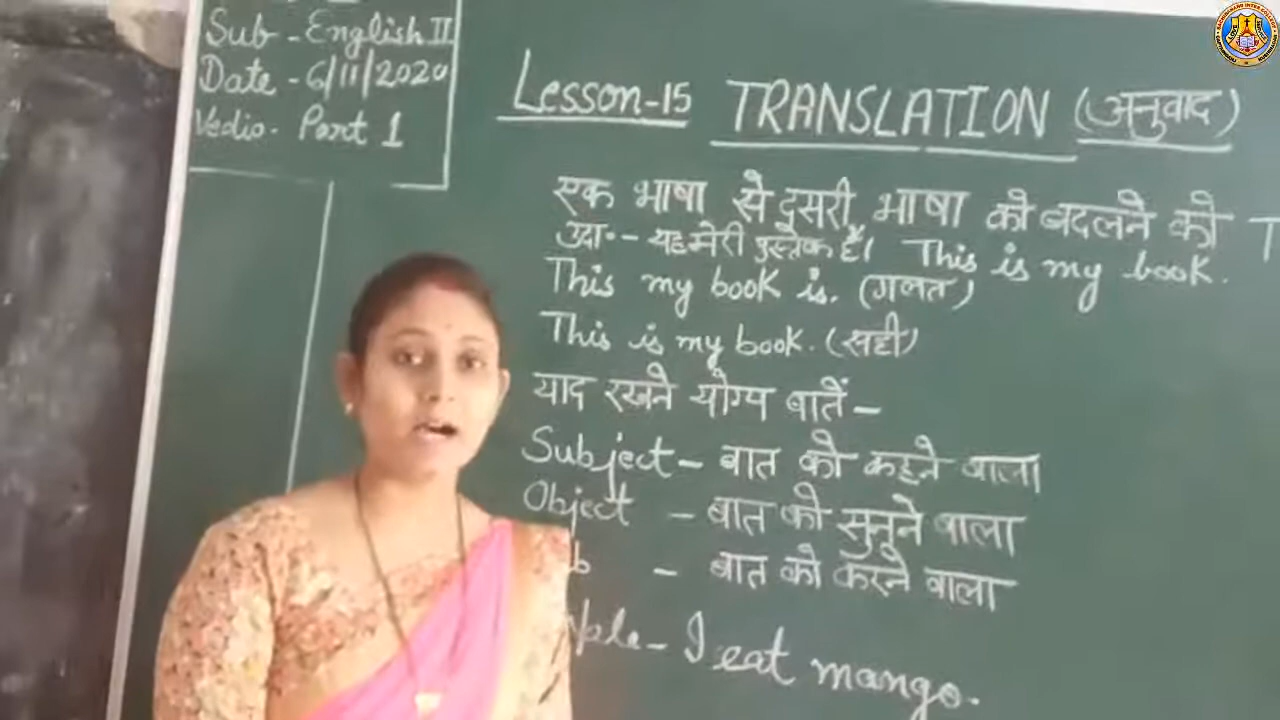 Sub - English II
Date - 6/11/2020
Vedio - Part 1
Lesson-15 TRANSLATION (अनुवाद)
एक भाषा से दूसरी भाषा को बदलने को T
उदा०-- यह मेरी पुस्तक है। This is my book.
This my book is. (गलत)
This is my book. (सही)
याद रखने योग्य बातें -
Subject - बात को कहने वाला
Object - बात को सुनने वाला
b - बात को करने वाला
ple - I eat mango.